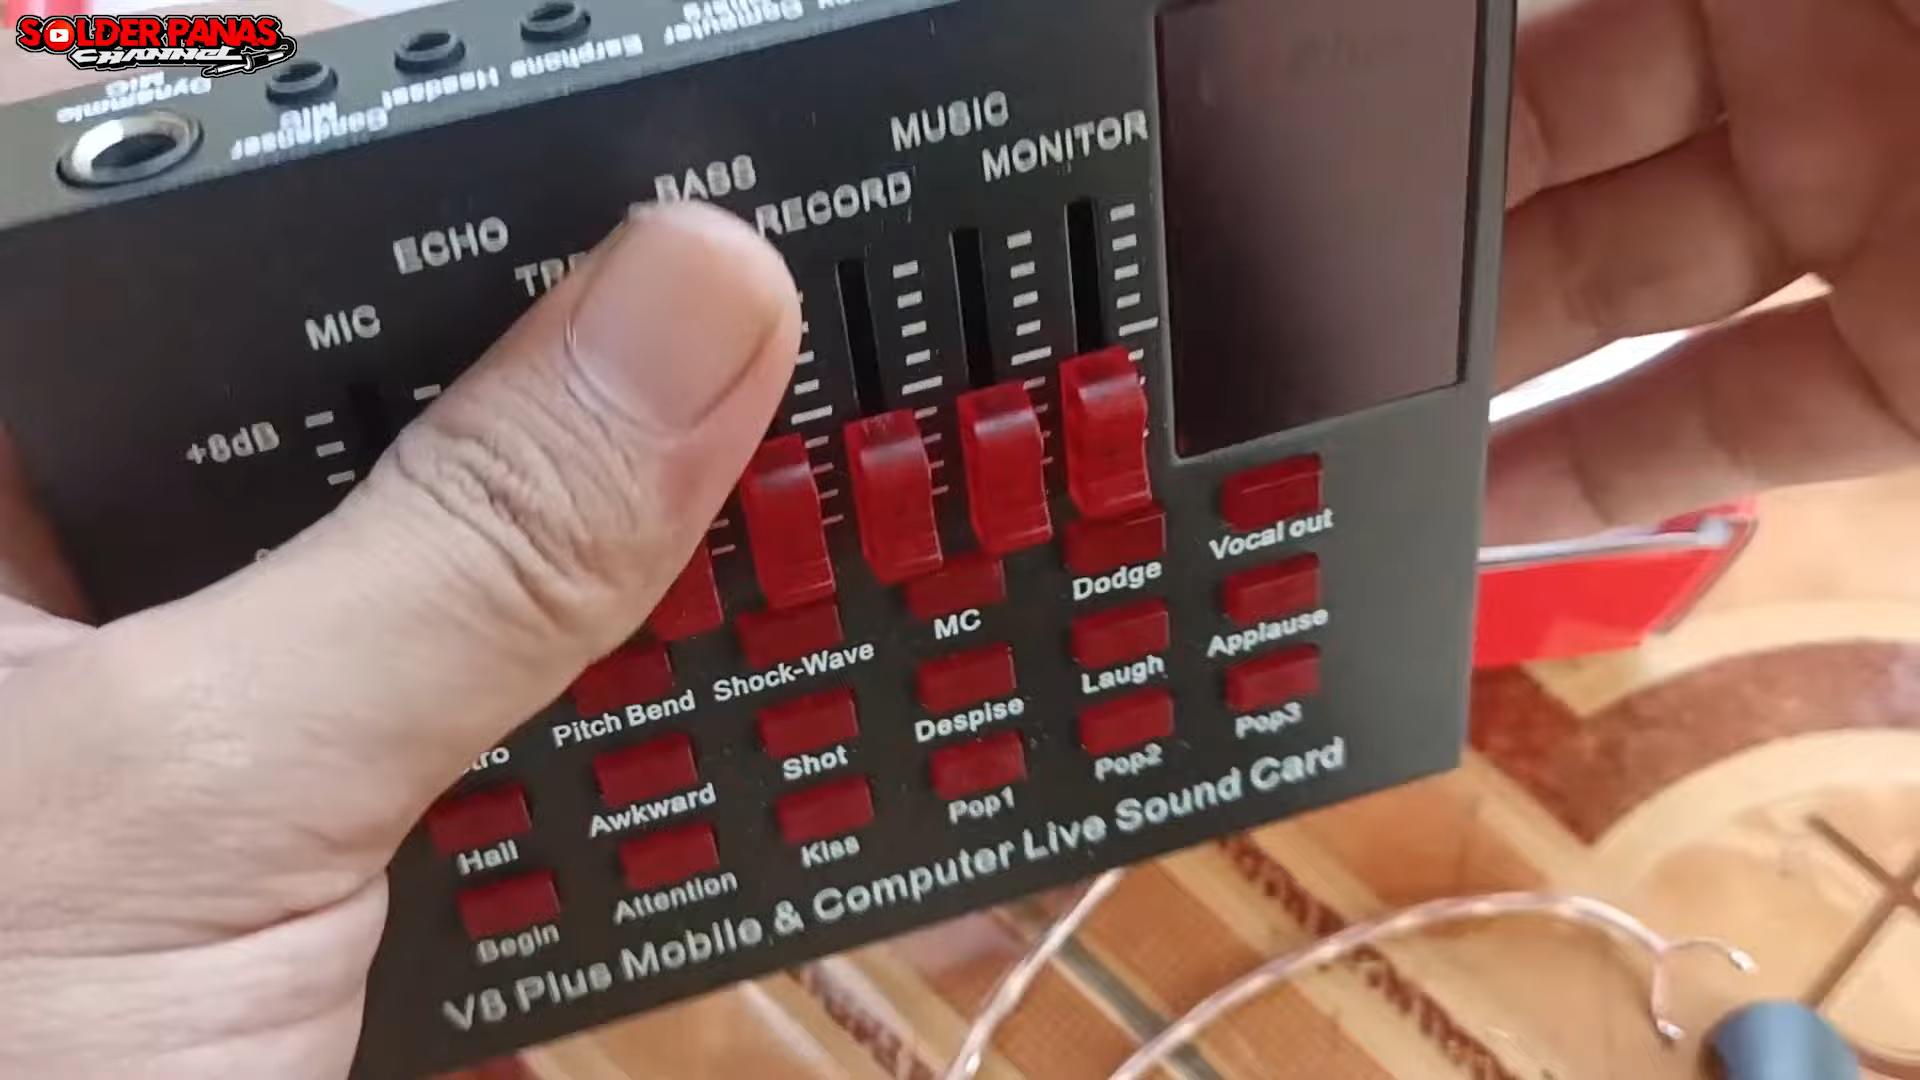 SOLDER PANAS
CHANNEL
Dynamic
MIC
Condenser
MIC
Headset
Earphone
Computer
MUSIC
MONITOR
BASS
RECORD
ECHO
MIC
+8dB
Vocal out
Dodge
MC
Shock-Wave
Pitch Bend
Applause
Laugh
Despise
Shot
Awkward
Hall
Pop3
Pop2
Pop1
Kiss
Attention
Begin
V8 Plus Mobile & Computer Live Sound Card